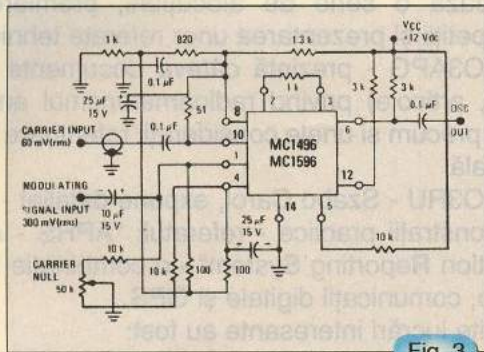 1 k 820 1.3 k VCC
+12 Vdc
0.1 µF 1 k 3 k 3 k
25 µF
15 V 51
CARRIER INPUT 0.1 µF 8 6 0.1 µF DSB
60 mV(rms) 10 MC1496 OUT
1 MC1596
MODULATING 4 12
SIGNAL INPUT 10 µF 14 5
300 mV(rms) 15 V 25 µF
15 V
10 k 10 k
CARRIER 10 k 100 100
NULL
50 k
Fig. 3